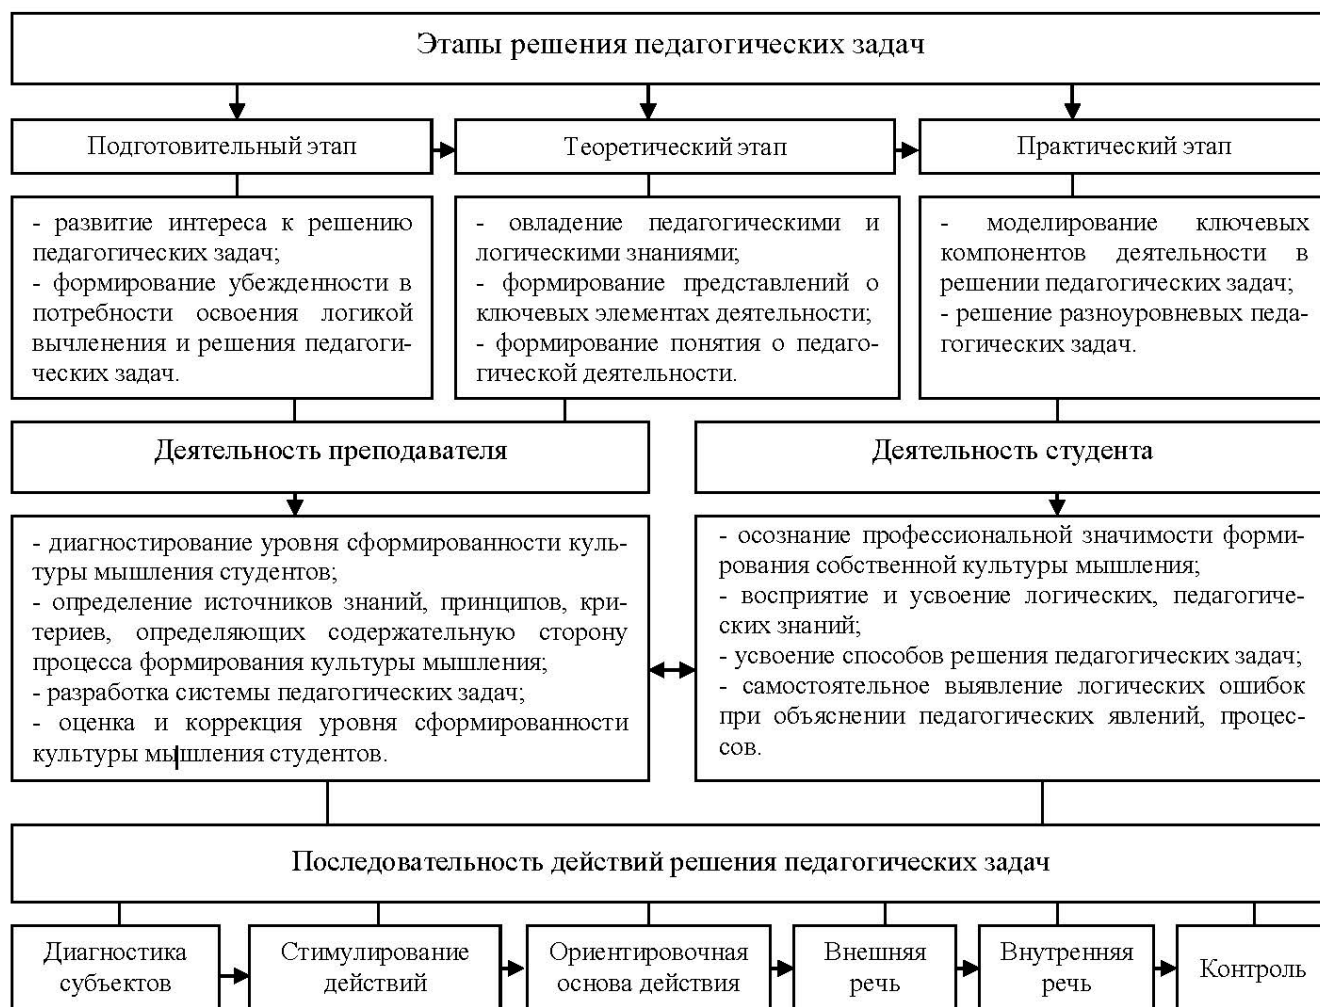 Этапы решения педагогических задач
Подготовительный этап
Теоретический этап
Практический этап
- развитие интереса к решению
педагогических задач;
- формирование убежденности в
потребности освоения логикой
вычленения и решения педагоги-
ческих задач.
- овладение педагогическими и
логическими знаниями;
- формирование представлений о
ключевых элементах деятельности;
- формирование понятия о педаго-
гической деятельности.
- моделирование ключевых
компонентов деятельности в
решении педагогических задач;
- решение разноуровневых педа-
гогических задач.
Деятельность преподавателя
Деятельность студента
- диагностирование уровня сформированности куль-
туры мышления студентов;
- определение источников знаний, принципов, кри-
териев, определяющих содержательную сторону
процесса формирования культуры мышления;
- разработка системы педагогических задач;
- оценка и коррекция уровня сформированности
культуры мышления студентов.
- осознание профессиональной значимости форми-
рования собственной культуры мышления;
- восприятие и усвоение логических, педагогиче-
ских знаний;
- усвоение способов решения педагогических задач;
- самостоятельное выявление логических ошибок
при объяснении педагогических явлений, процес-
сов.
Последовательность действий решения педагогических задач
Диагностика
субъектов
Стимулирование
действий
Ориентировочная
основа действия
Внешняя
речь
Внутренняя
речь
Контроль